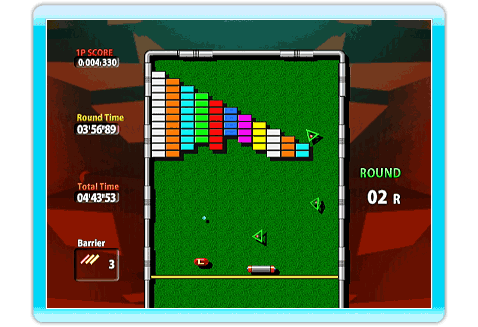 1P SCORE
0:004:330
Round Time
03'56"89
Total Time
04'43"53
Barrier
3
ROUND
02 R
L